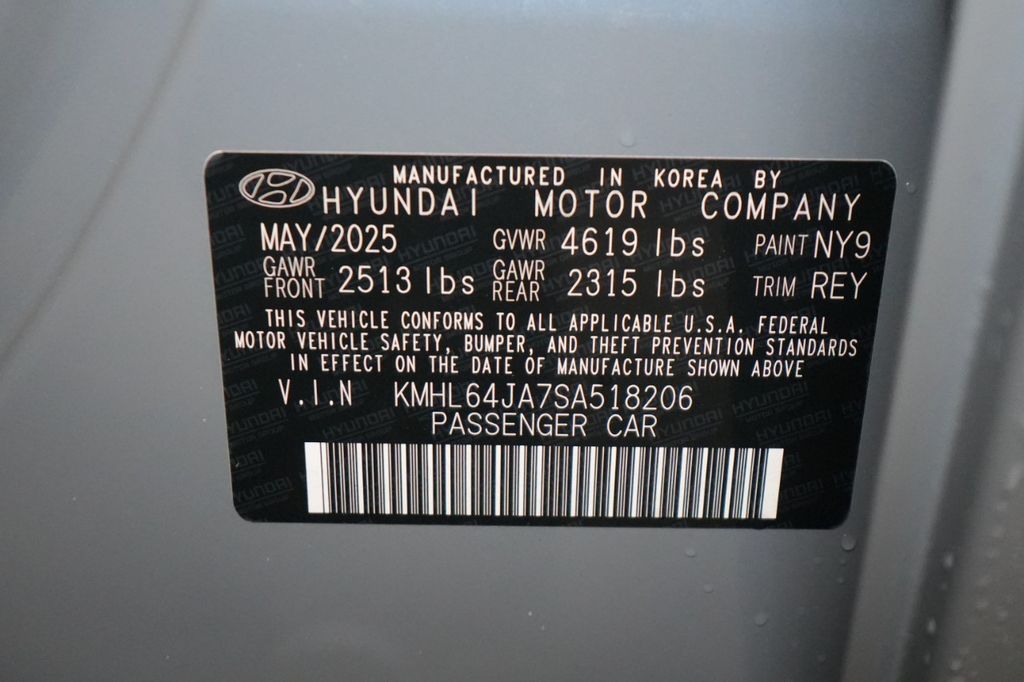 MANUFACTURED IN KOREA BY
HYUNDAI MOTOR COMPANY
MAY/2025 GVWR 4619 lbs PAINT NY9
GAWR FRONT 2513 lbs GAWR REAR 2315 lbs TRIM REY
THIS VEHICLE CONFORMS TO ALL APPLICABLE U.S.A. FEDERAL
MOTOR VEHICLE SAFETY, BUMPER, AND THEFT PREVENTION STANDARDS
IN EFFECT ON THE DATE OF MANUFACTURE SHOWN ABOVE
V.I.N KMHL64JA7SA518206
PASSENGER CAR